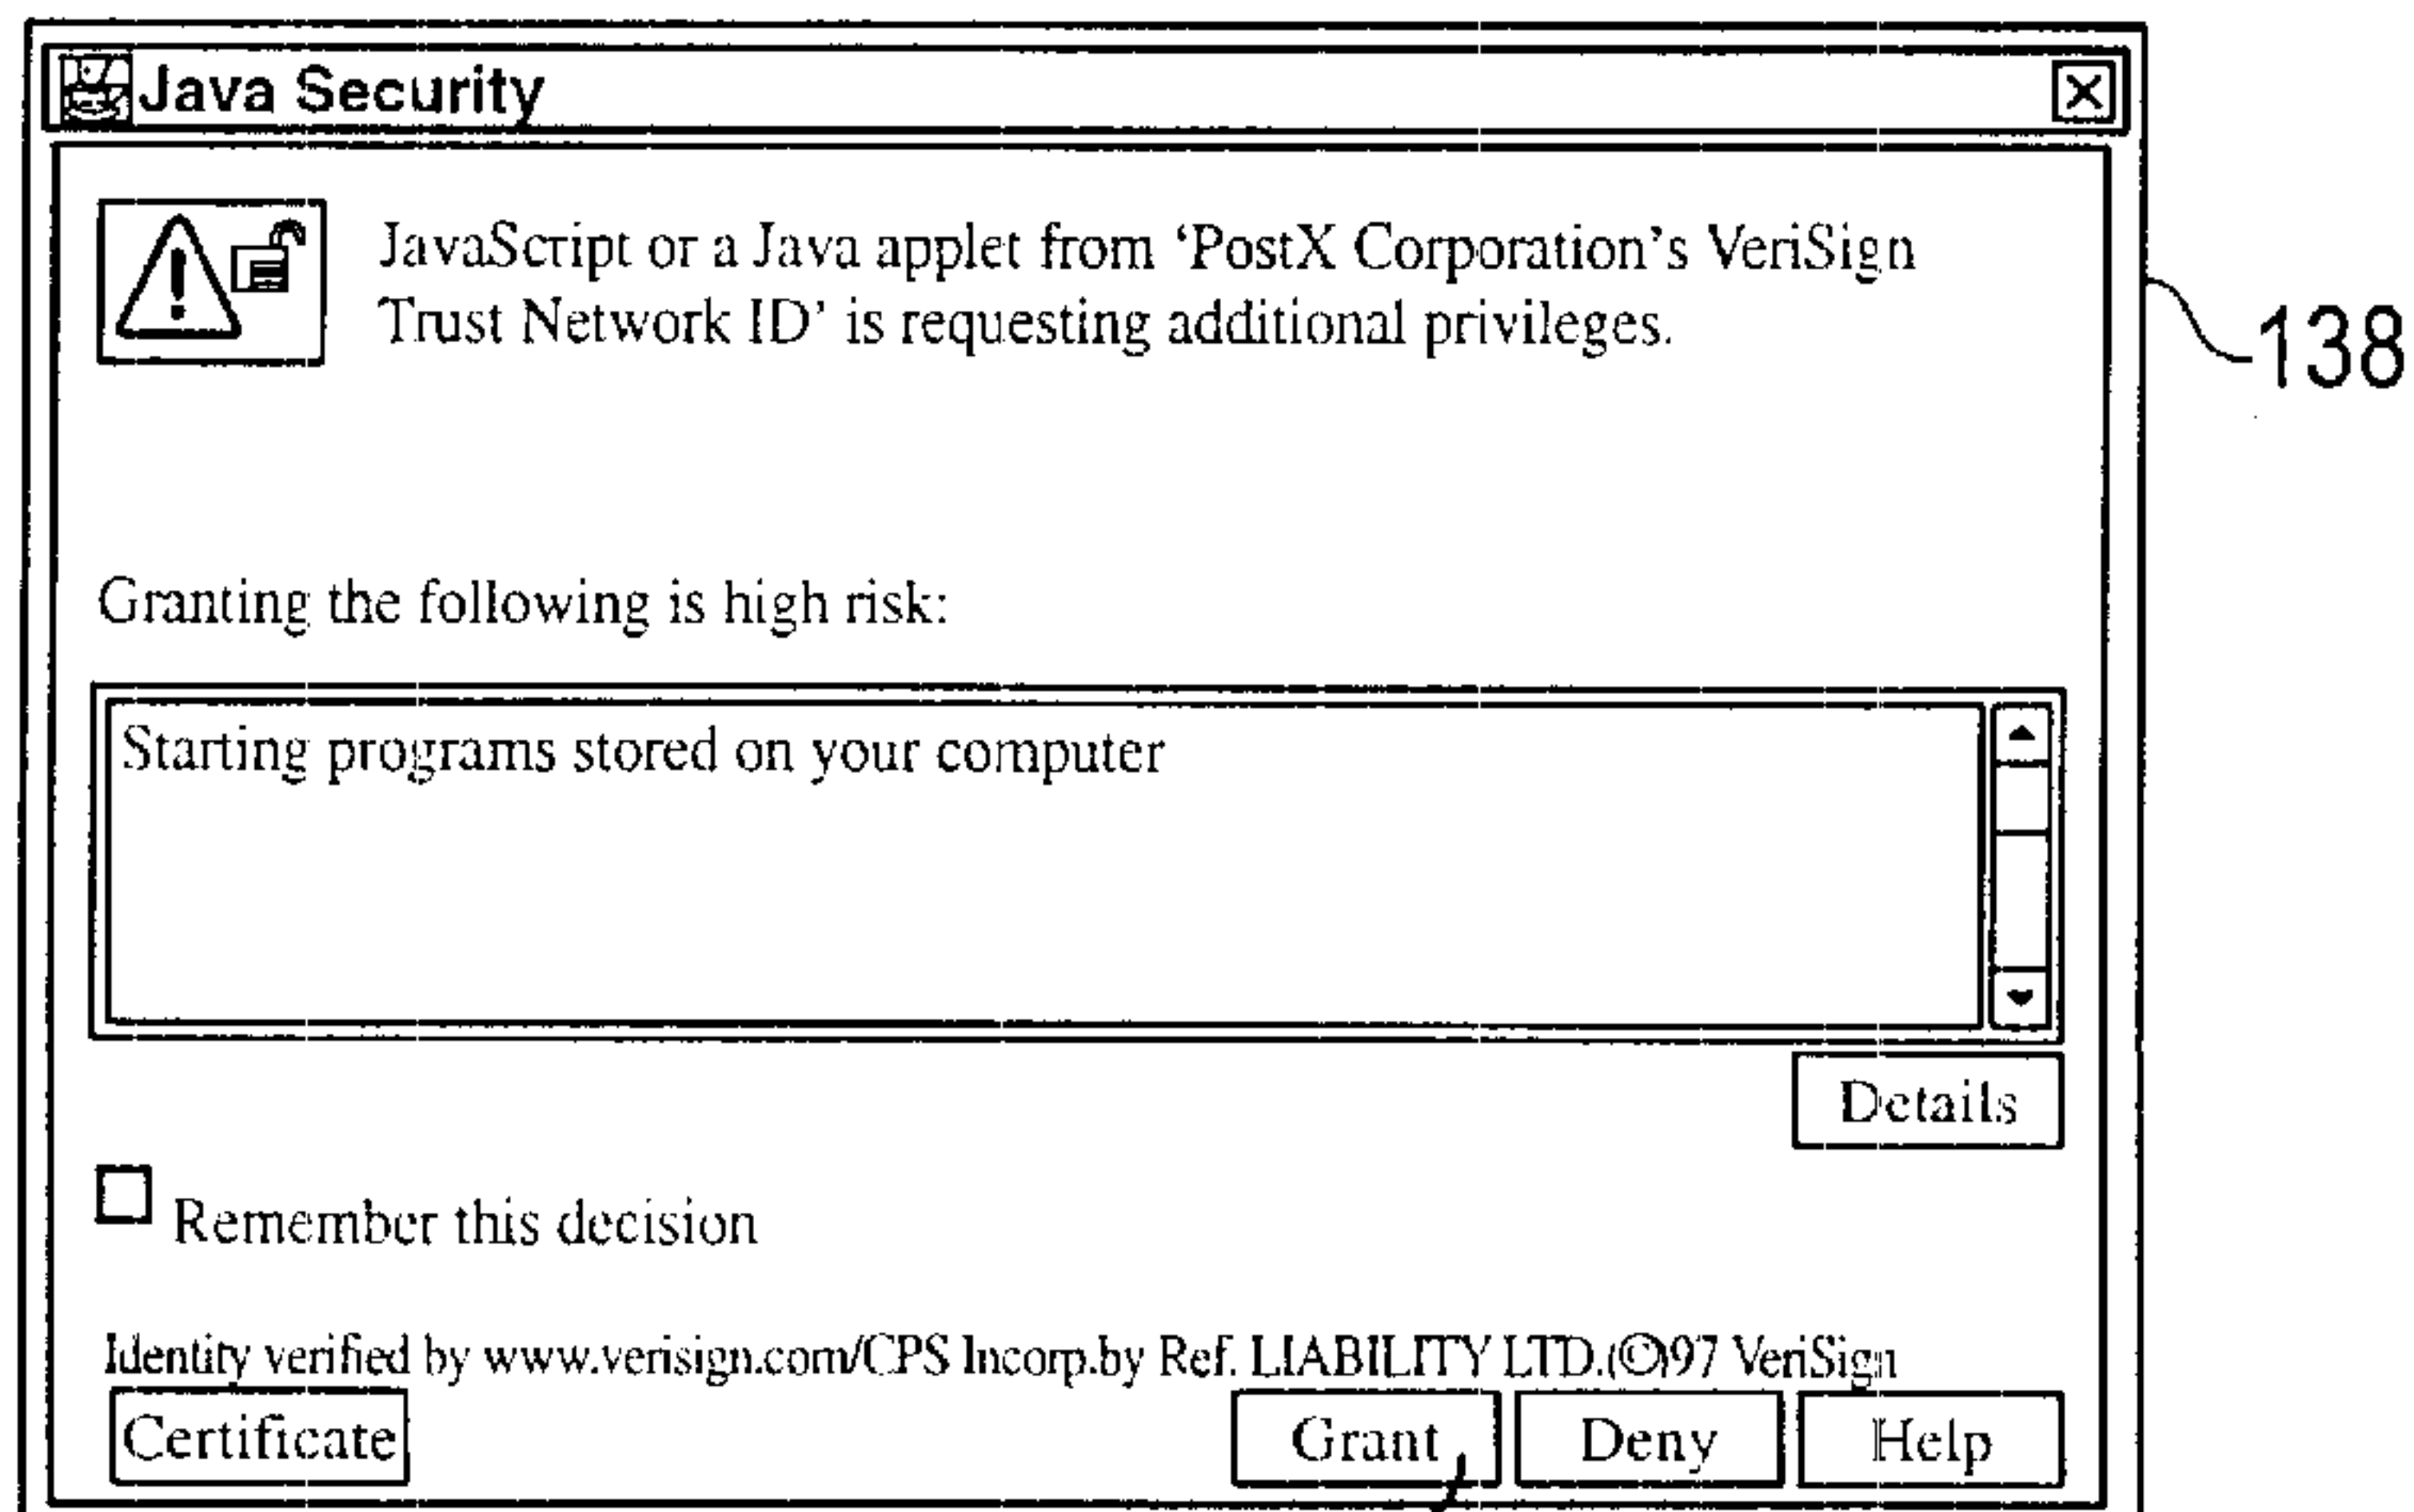 Java Security
JavaScript or a Java applet from ‘PostX Corporation’s VeriSign
Trust Network ID’ is requesting additional privileges.
138
Granting the following is high risk:
Starting programs stored on your computer
Details
Remember this decision
Identity verified by www.verisign.com/CPS Incorp.by Ref. LIABILITY LTD.(©)97 VeriSign
Certificate Grant Deny Help